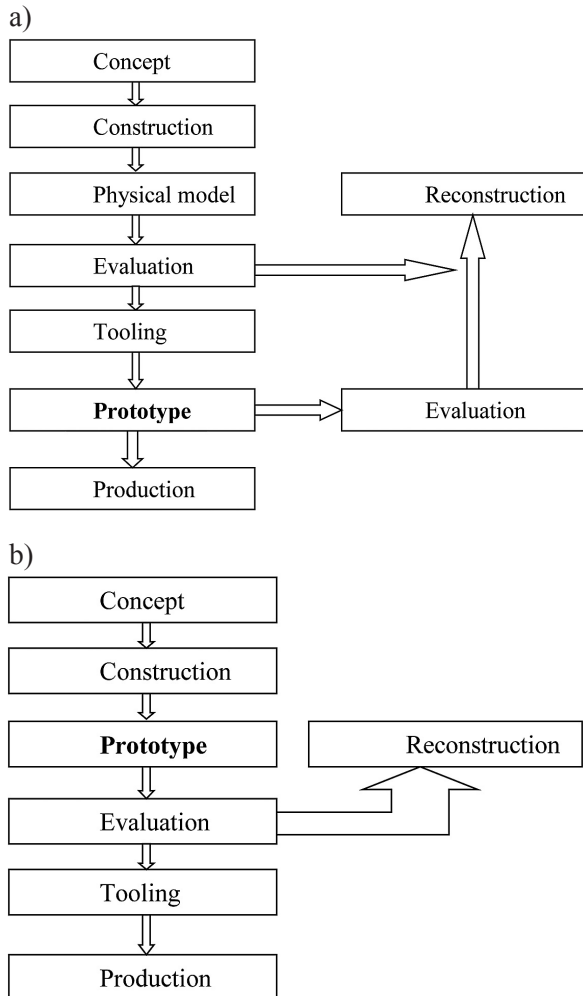 a)
Concept
Construction
Physical model
Reconstruction
Evaluation
Tooling
Prototype
Evaluation
Production
b)
Concept
Construction
Prototype
Reconstruction
Evaluation
Tooling
Production